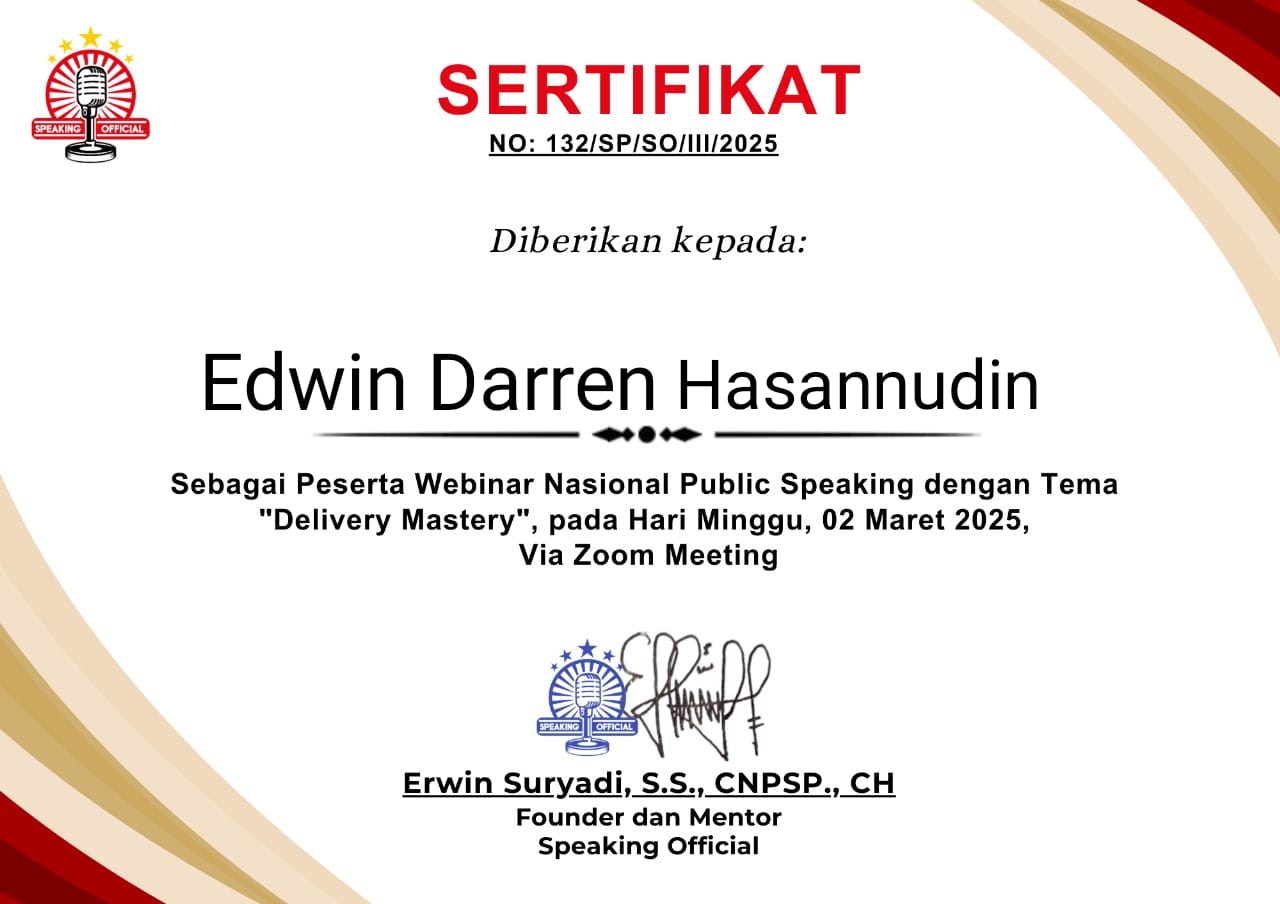 SPEAKING OFFICIAL
SERTIFIKAT
NO: 132/SP/SO/III/2025
Diberikan kepada:
Edwin Darren Hasannudin
Sebagai Peserta Webinar Nasional Public Speaking dengan Tema
"Delivery Mastery", pada Hari Minggu, 02 Maret 2025,
Via Zoom Meeting
SPEAKING OFFICIAL
Erwin Suryadi, S.S., CNPSP., CH
Founder dan Mentor
Speaking Official